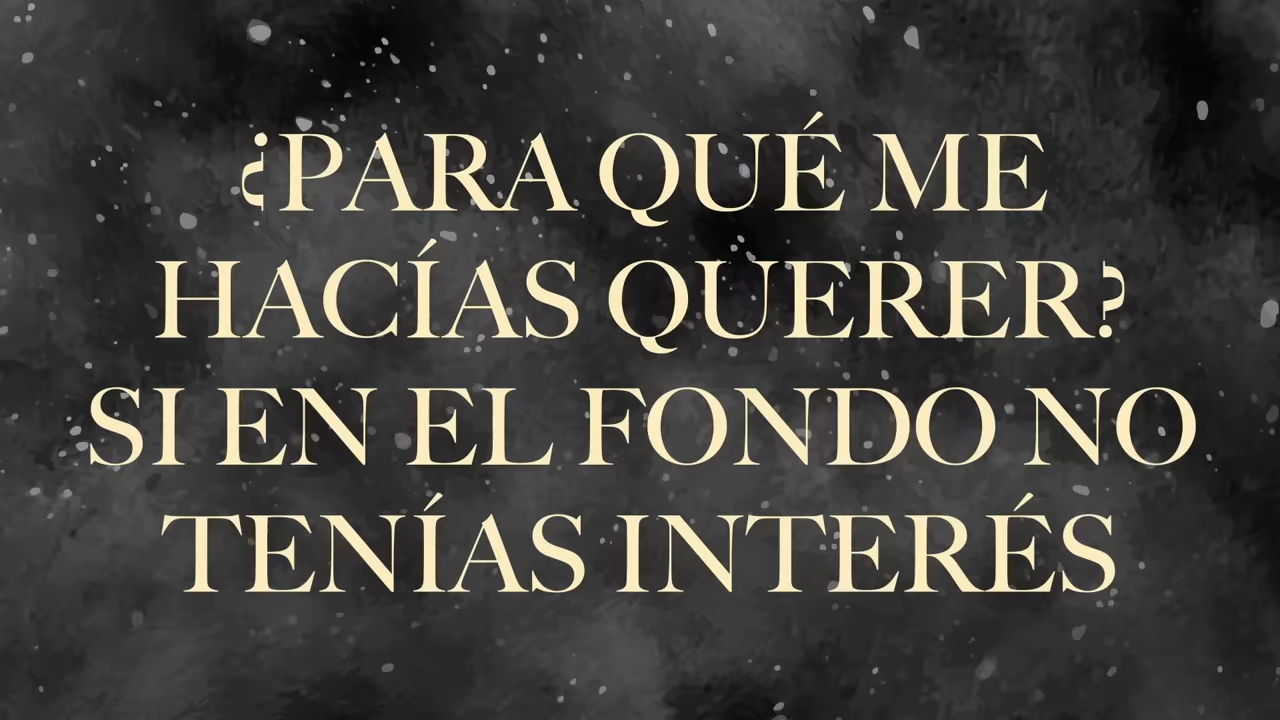 ¿PARA QUÉ ME
HACÍAS QUERER?
SI EN EL FONDO NO
TENÍAS INTERÉS